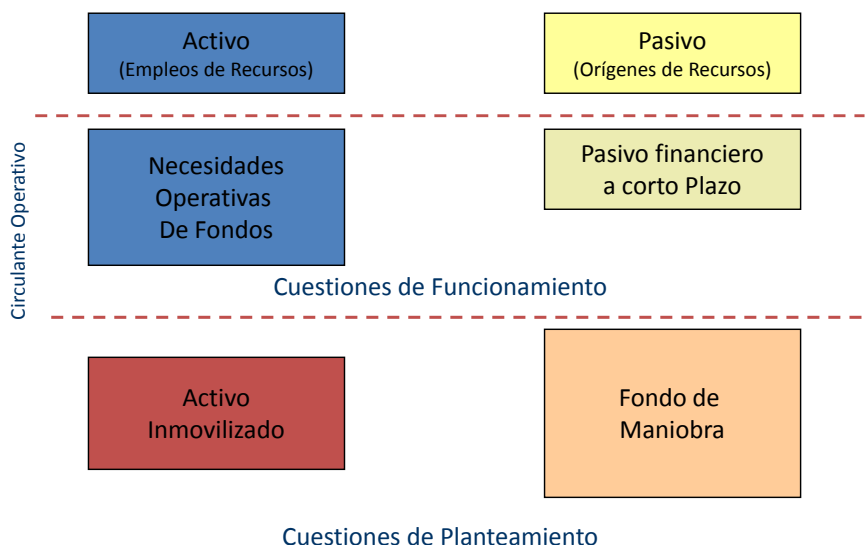 Activo
(Empleos de Recursos)
Pasivo
(Orígenes de Recursos)
Circulante Operativo
Necesidades
Operativas
De Fondos
Pasivo financiero
a corto Plazo
Cuestiones de Funcionamiento
Activo
Inmovilizado
Fondo de
Maniobra
Cuestiones de Planteamiento